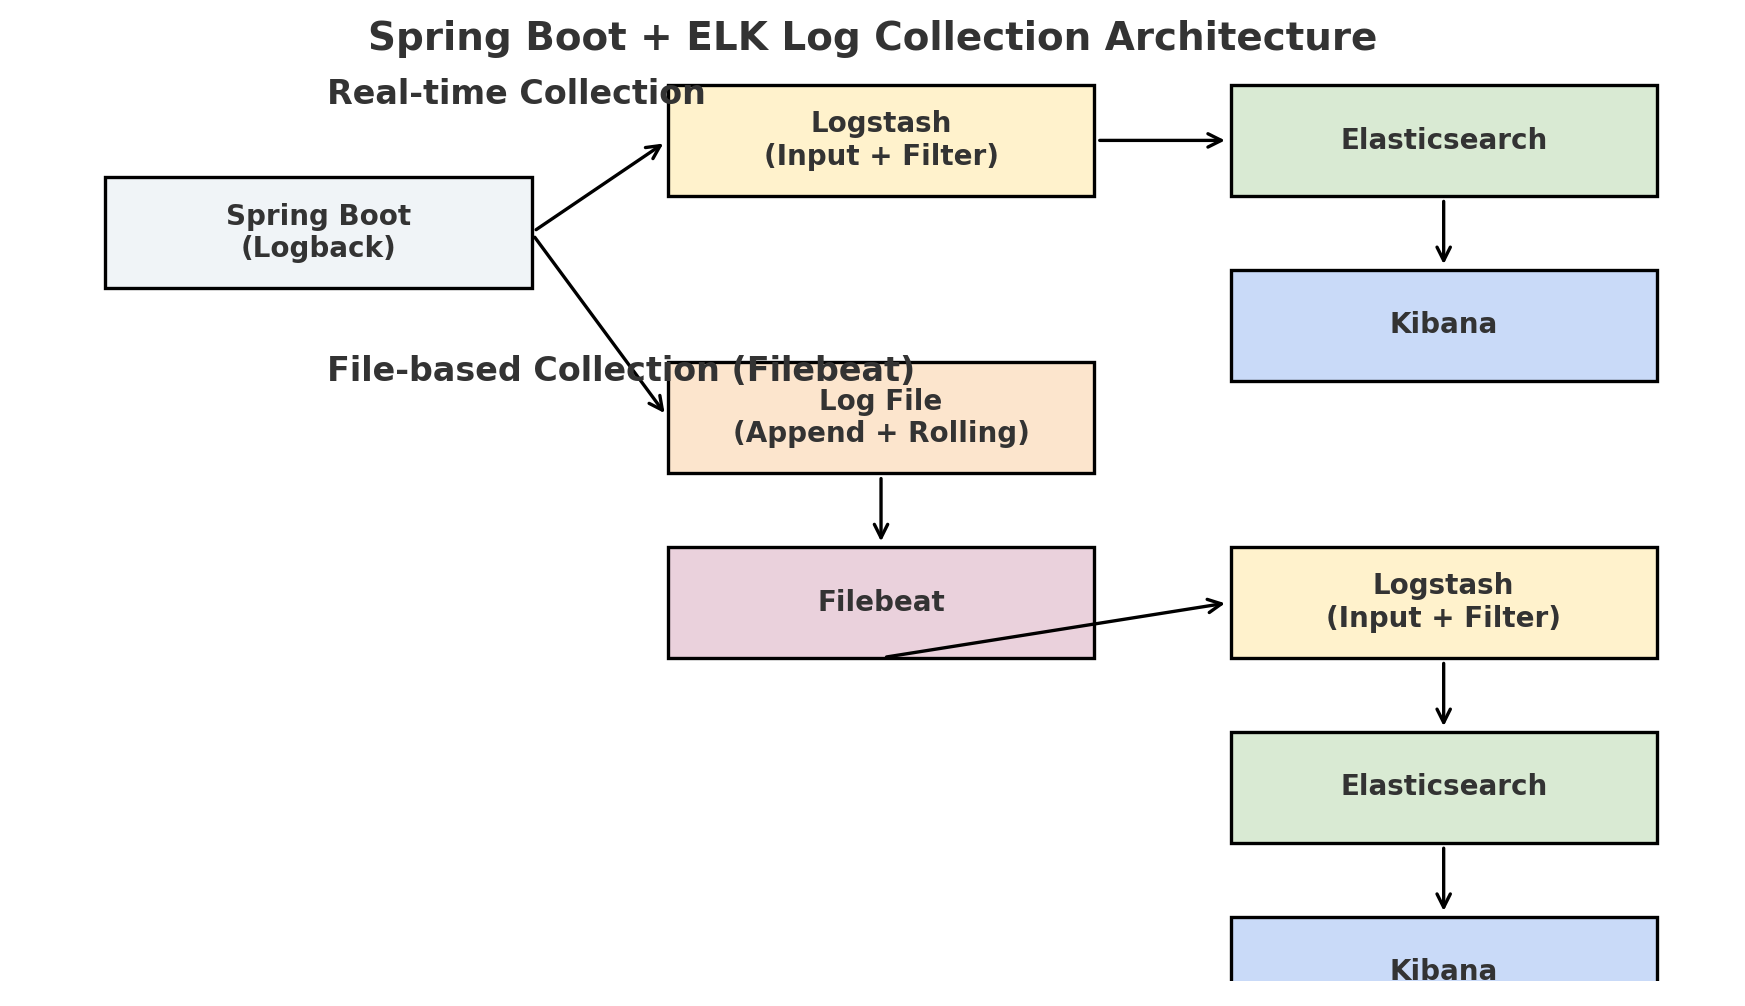 Spring Boot + ELK Log Collection Architecture
Real-time Collection
Logstash
(Input + Filter)
Elasticsearch
Spring Boot
(Logback)
Kibana
File-based Collection (Filebeat)
Log File
(Append + Rolling)
Filebeat
Logstash
(Input + Filter)
Elasticsearch
Kibana